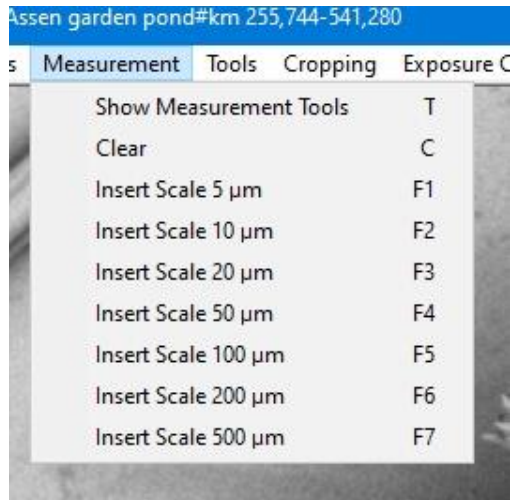 Assen garden pond#km 255,744-541,280
s Measurement Tools Cropping Exposure C
Show Measurement Tools T
Clear C
Insert Scale 5 µm F1
Insert Scale 10 µm F2
Insert Scale 20 µm F3
Insert Scale 50 µm F4
Insert Scale 100 µm F5
Insert Scale 200 µm F6
Insert Scale 500 µm F7